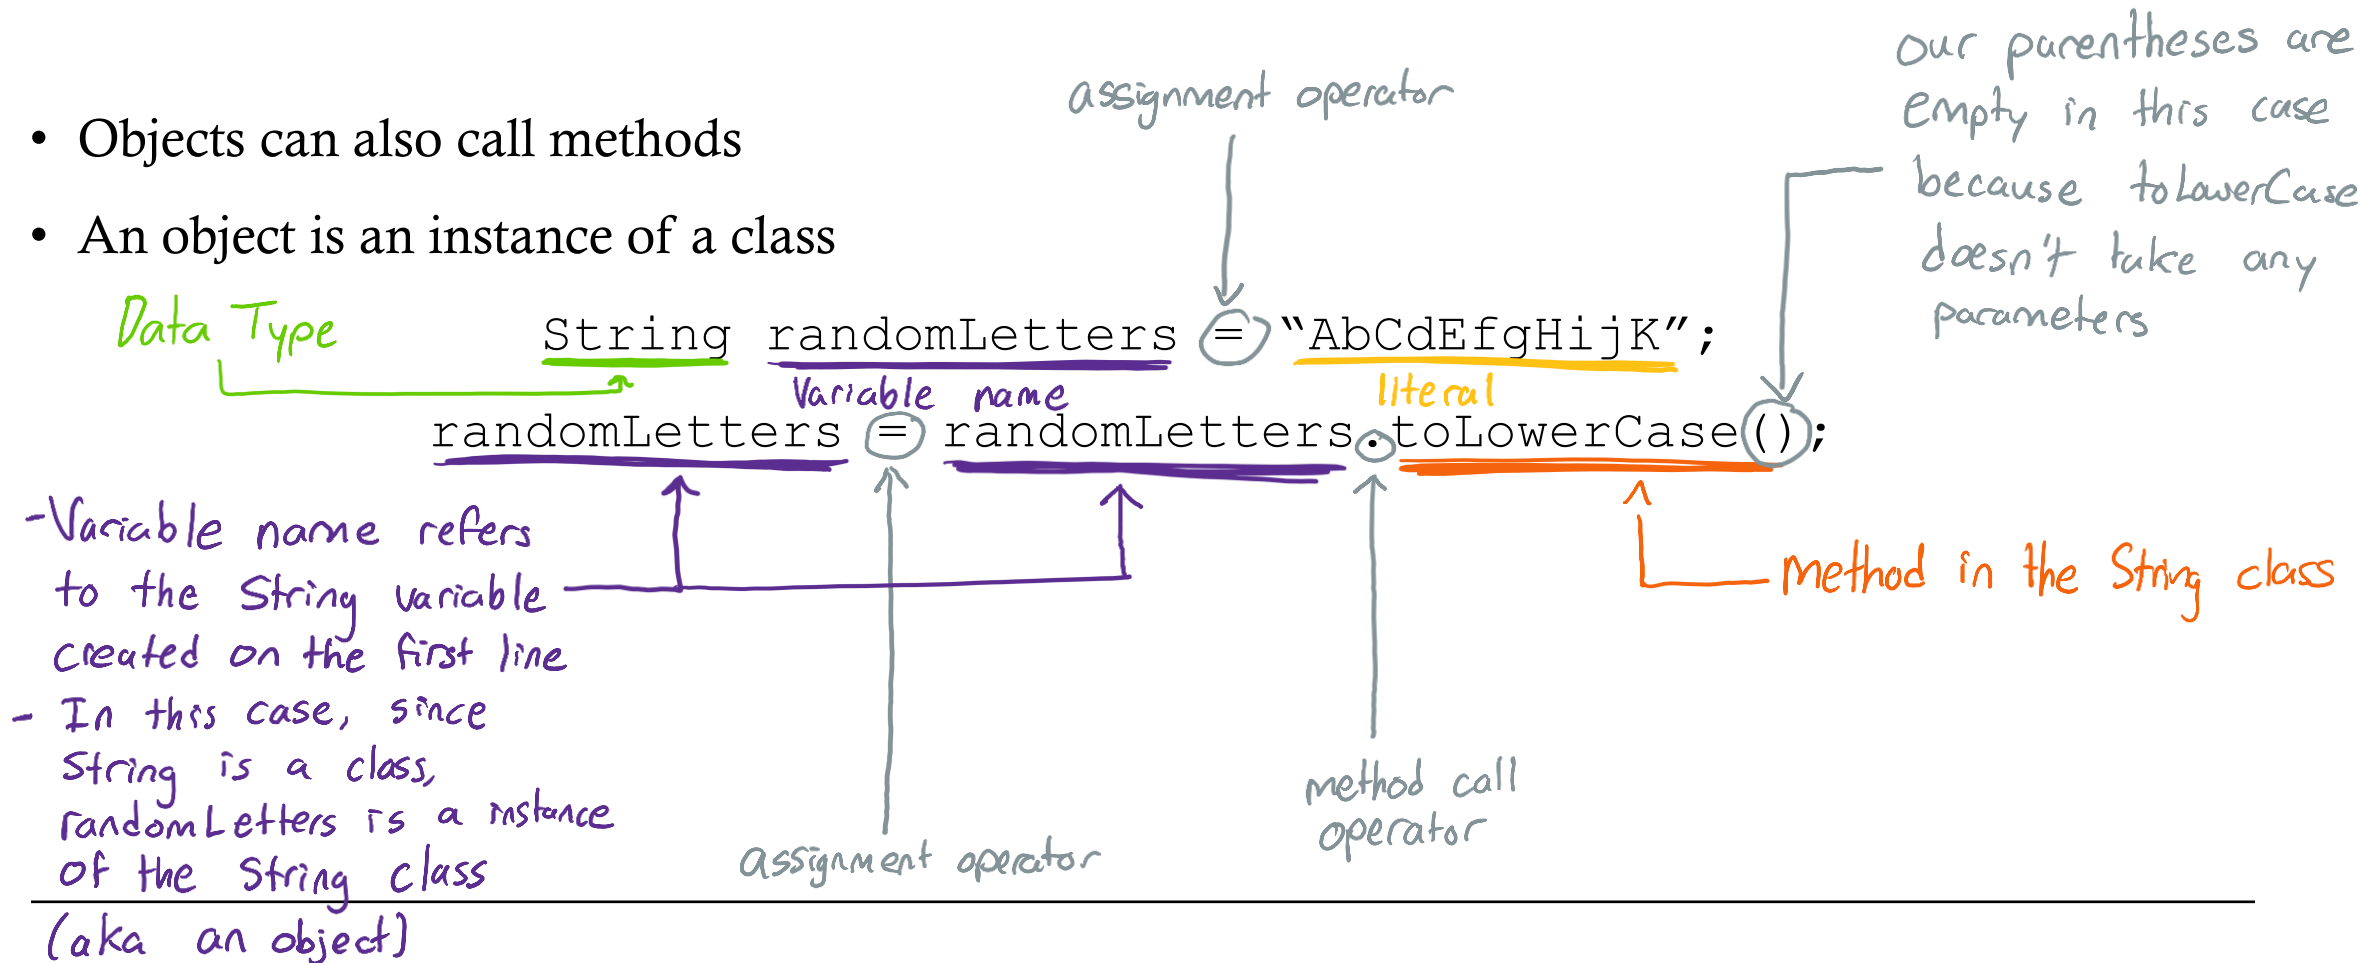 assignment operator
our parentheses are
empty in this case
because toLowerCase
doesn't take any
parameters
• Objects can also call methods
• An object is an instance of a class
Data Type
String randomLetters = “AbCdEfgHijK”;
Variable name
literal
randomLetters = randomLetters.toLowerCase();
-Variable name refers
to the String variable
created on the first line
- In this case, since
String is a class,
randomLetters is a instance
of the String class
(aka an object)
assignment operator
method call
operator
method in the String class